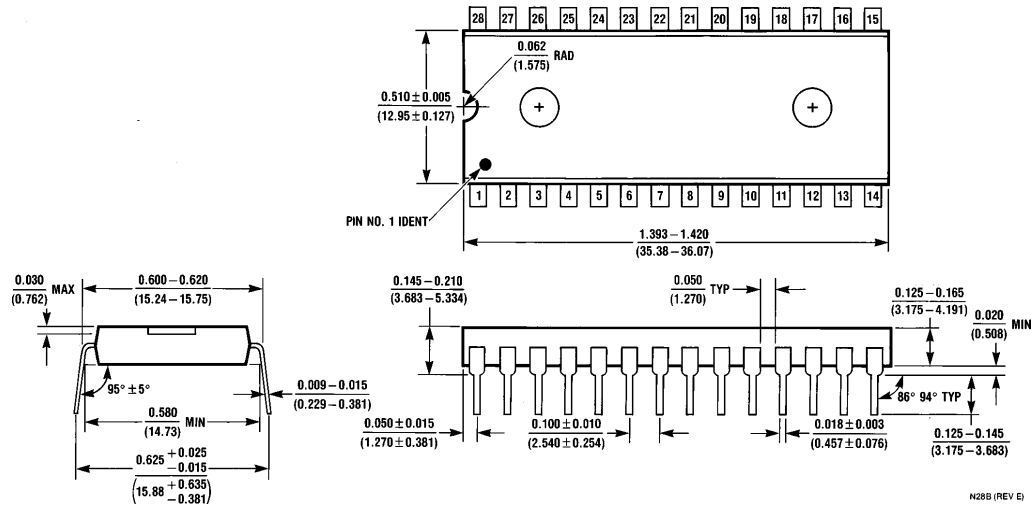 28 27 26 25 24 23 22 21 20 19 18 17 16 15
0.062
(1.575)
RAD
0.510 ± 0.005
(12.95 ± 0.127)
1 2 3 4 5 6 7 8 9 10 11 12 13 14
PIN NO. 1 IDENT
1.393 – 1.420
(35.38 – 36.07)
0.030
(0.762)
MAX
0.600 – 0.620
(15.24 – 15.75)
95° ±5°
0.580
(14.73)
MIN
0.009 – 0.015
(0.229 – 0.381)
0.625 + 0.025
– 0.015
(15.88 + 0.635)
– 0.381
0.145 – 0.210
(3.683 – 5.334)
0.050
(1.270)
TYP
0.125 – 0.165
(3.175 – 4.191)
0.020
(0.508)
MIN
86° 94° TYP
0.050 ± 0.015
(1.270 ± 0.381)
0.100 ± 0.010
(2.540 ± 0.254)
0.018 ± 0.003
(0.457 ± 0.076)
0.125 – 0.145
(3.175 – 3.683)
N28B (REV E)